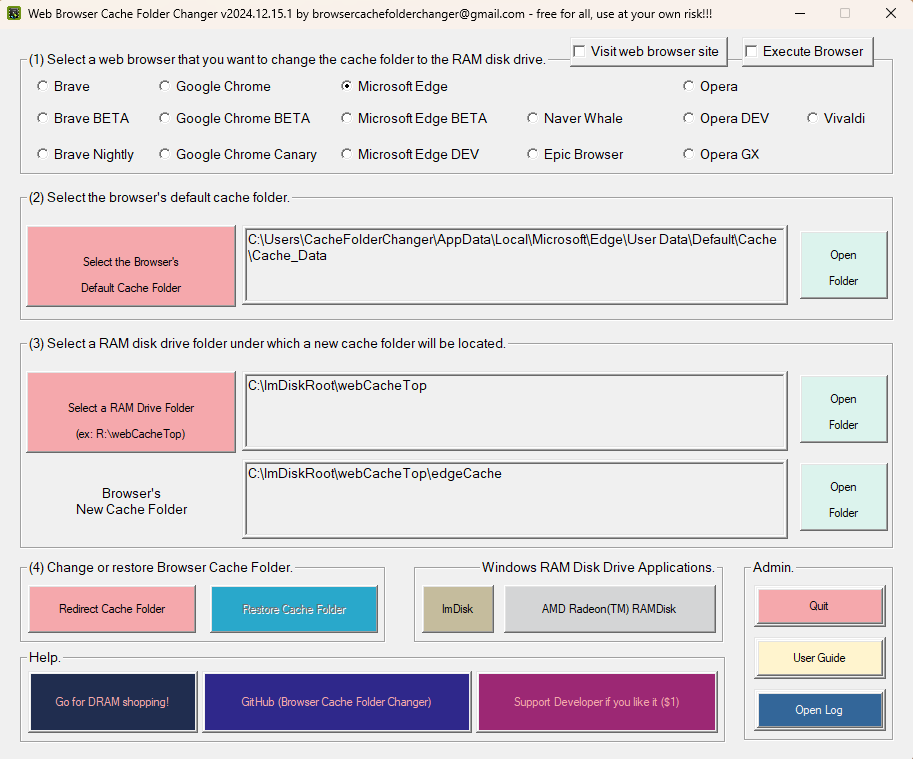 Web Browser Cache Folder Changer v2024.12.15.1 by browsercachefolderchanger@gmail.com - free for all, use at your own risk!!!
(1) Select a web browser that you want to change the cache folder to the RAM disk drive.
Visit web browser site
Execute Browser
Brave
Google Chrome
Microsoft Edge
Opera
Brave BETA
Google Chrome BETA
Microsoft Edge BETA
Naver Whale
Opera DEV
Vivaldi
Brave Nightly
Google Chrome Canary
Microsoft Edge DEV
Epic Browser
Opera GX
(2) Select the browser's default cache folder.
Select the Browser's
Default Cache Folder
C:\Users\CacheFolderChanger\AppData\Local\Microsoft\Edge\User Data\Default\Cache
\Cache_Data
Open
Folder
(3) Select a RAM disk drive folder under which a new cache folder will be located.
Select a RAM Drive Folder
(ex: R:\webCacheTop)
C:\ImDiskRoot\webCacheTop
Open
Folder
Browser's
New Cache Folder
C:\ImDiskRoot\webCacheTop\edgeCache
Open
Folder
(4) Change or restore Browser Cache Folder.
Redirect Cache Folder
Restore Cache Folder
Windows RAM Disk Drive Applications.
ImDisk
AMD Radeon(TM) RAMDisk
Admin.
Quit
User Guide
Open Log
Help.
Go for DRAM shopping!
GitHub (Browser Cache Folder Changer)
Support Developer if you like it ($1)